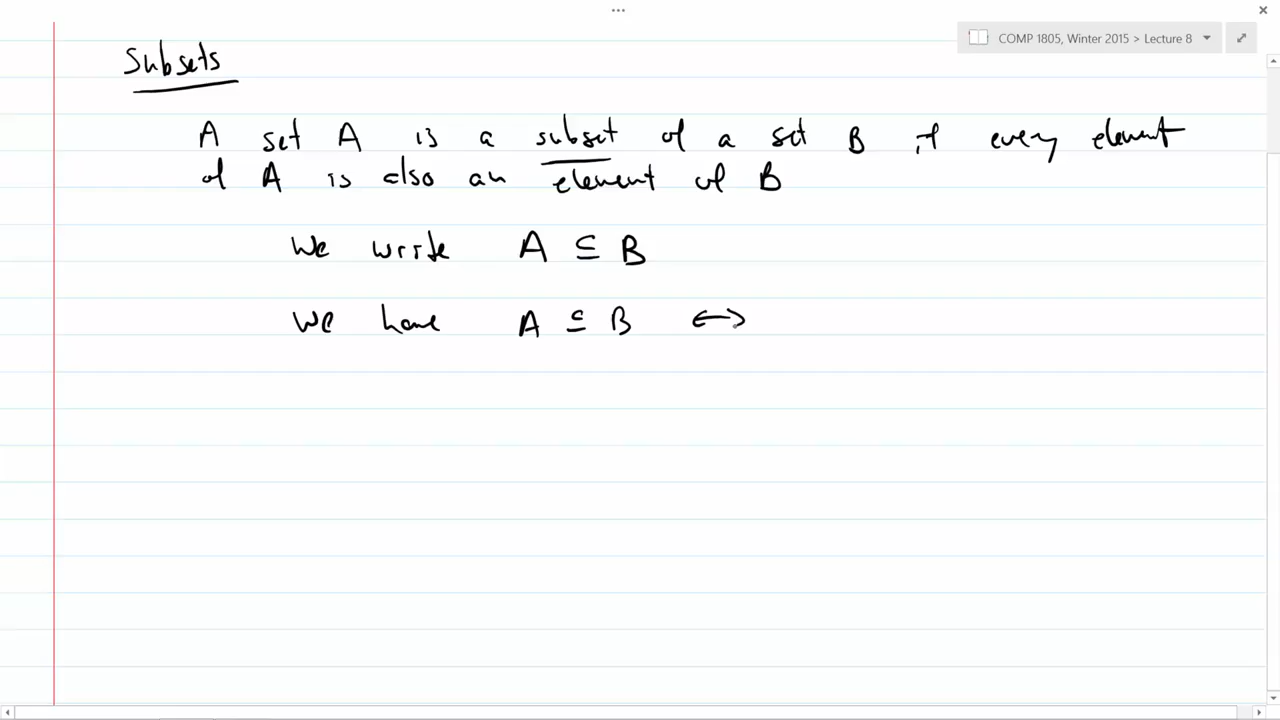 COMP 1805, Winter 2015 > Lecture 8
Subsets
A set A is a subset of a set B if every element
of A is also an element of B
We write A ⊆ B
We have A ⊆ B ↔